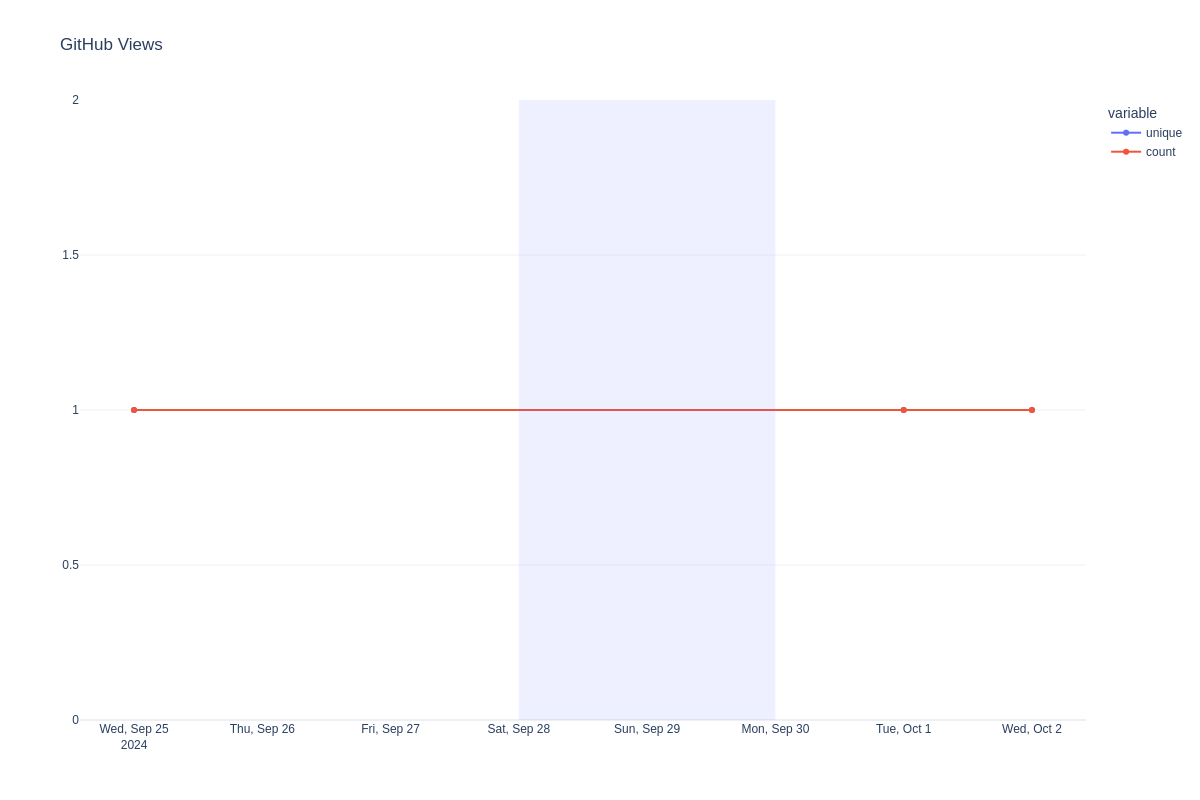 GitHub Views
2
1.5
1
0.5
0
Wed, Sep 25
2024
Thu, Sep 26
Fri, Sep 27
Sat, Sep 28
Sun, Sep 29
Mon, Sep 30
Tue, Oct 1
Wed, Oct 2
variable
unique
count